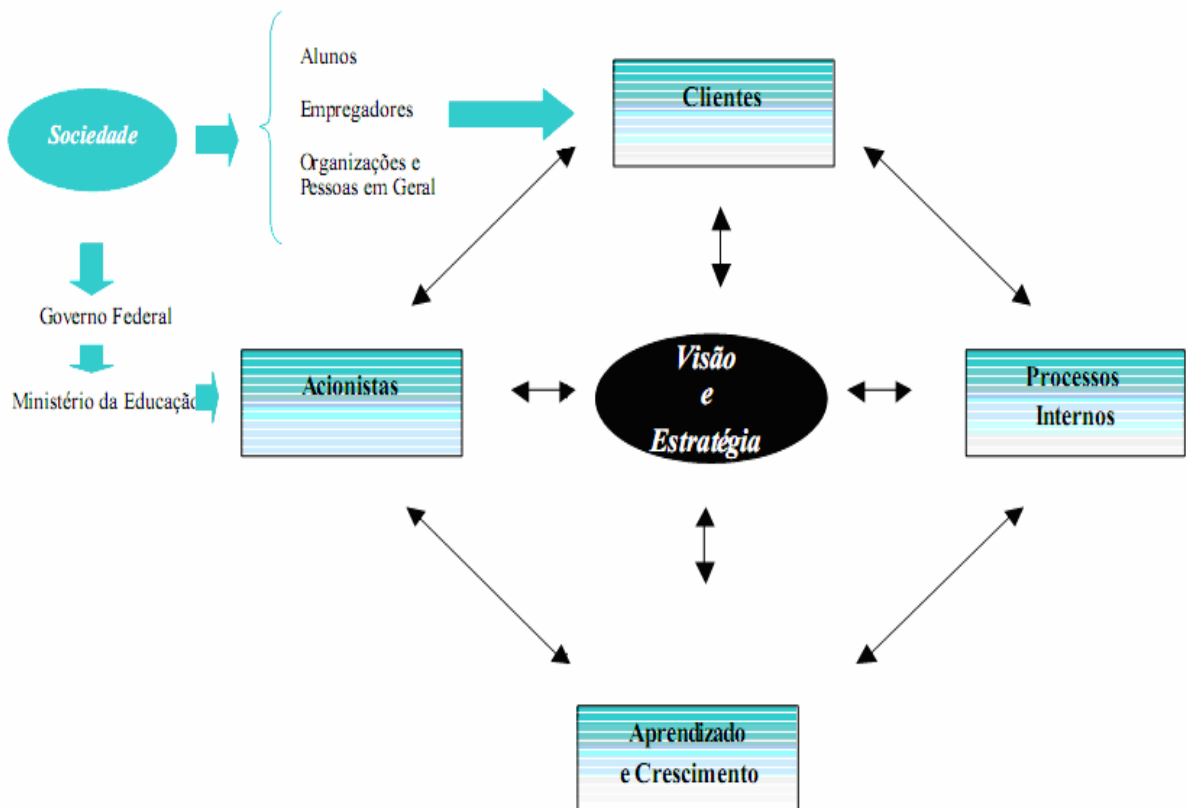 Alunos
Clientes
Empregadores
Sociedade
Organizações e
Pessoas em Geral
Governo Federal
Visão
e
Estratégia
Acionistas
Processos
Internos
Ministério da Educação
Aprendizado
e Crescimento